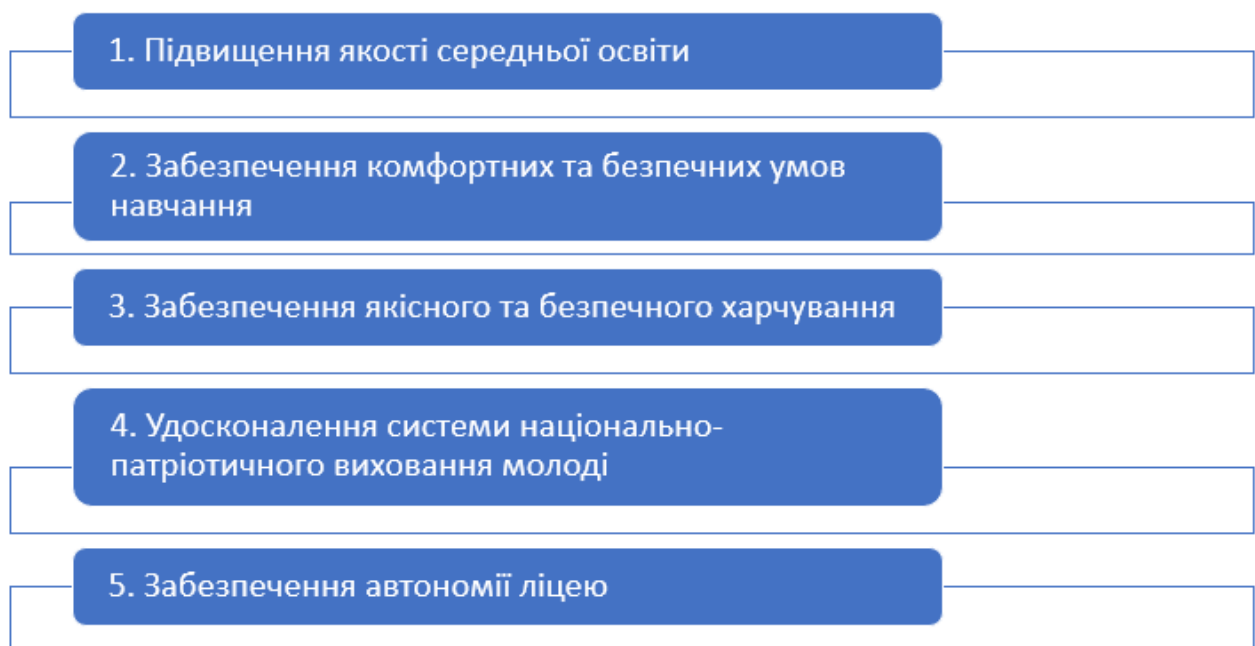 1. Підвищення якості середньої освіти
2. Забезпечення комфортних та безпечних умов
навчання
3. Забезпечення якісного та безпечного харчування
4. Удосконалення системи національно-
патріотичного виховання молоді
5. Забезпечення автономії ліцею